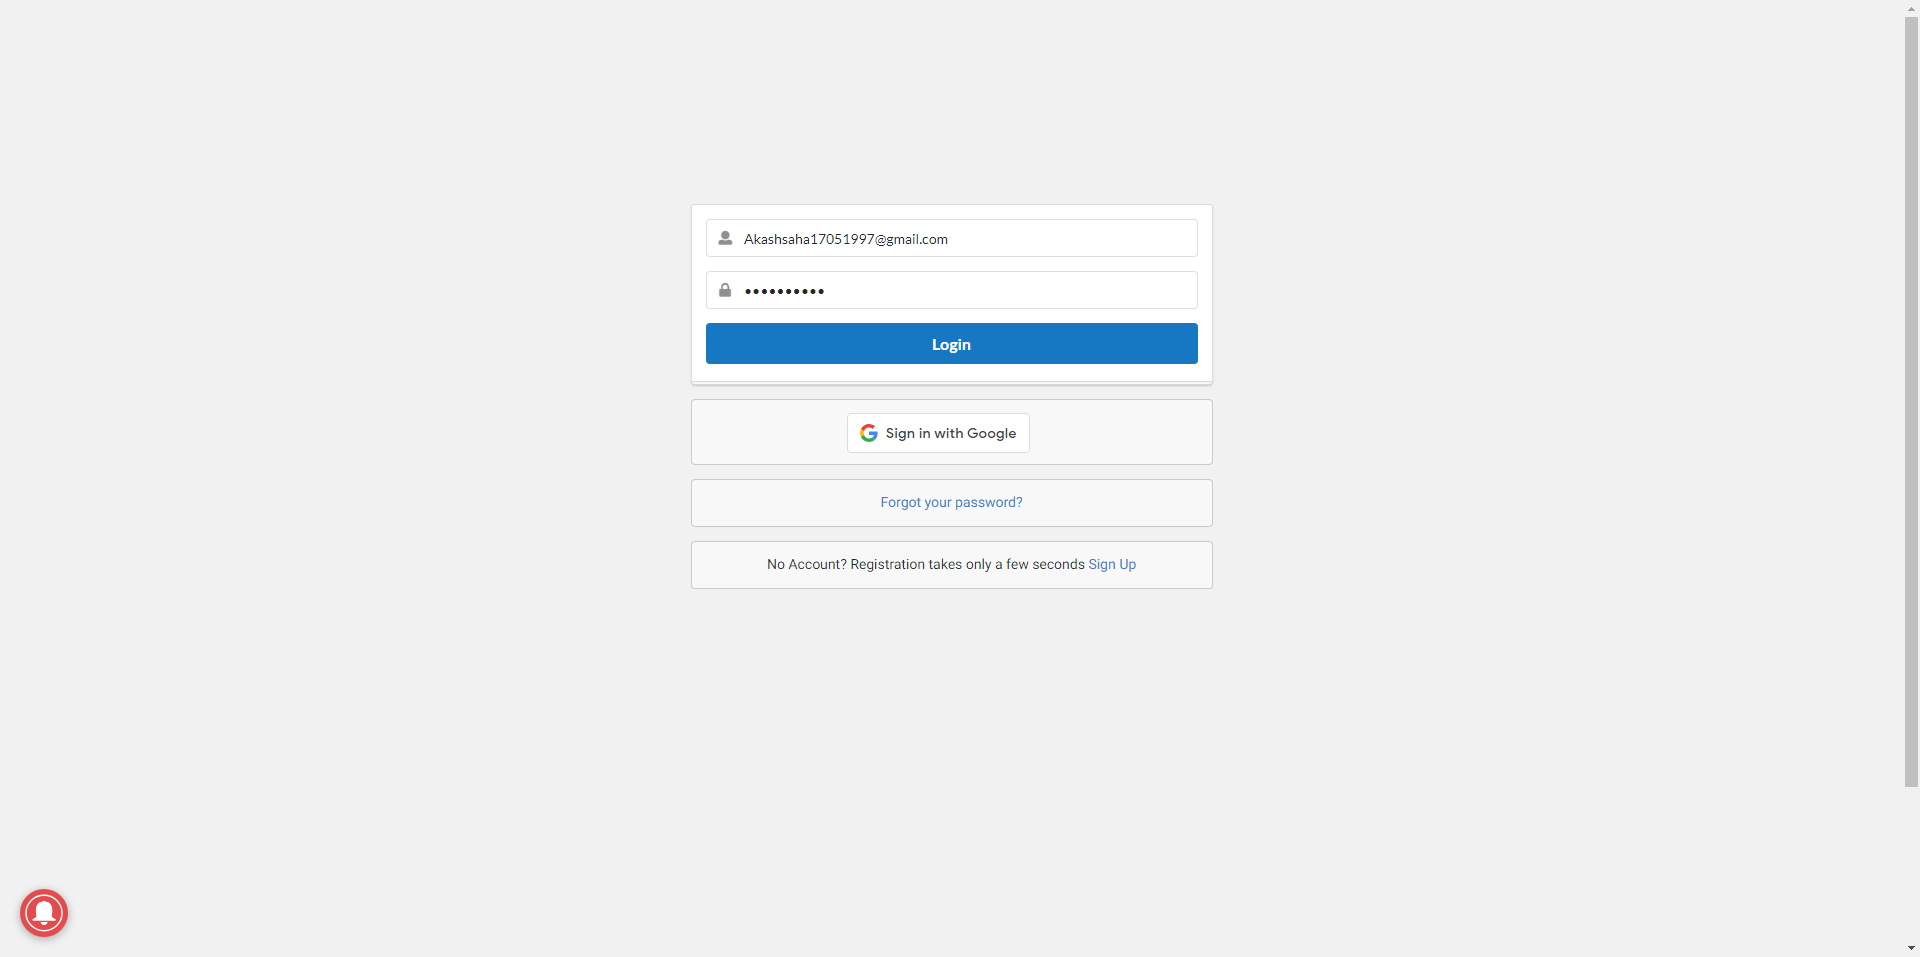 Akashsaha17051997@gmail.com
••••••••••
Login
Sign in with Google
Forgot your password?
No Account? Registration takes only a few seconds Sign Up